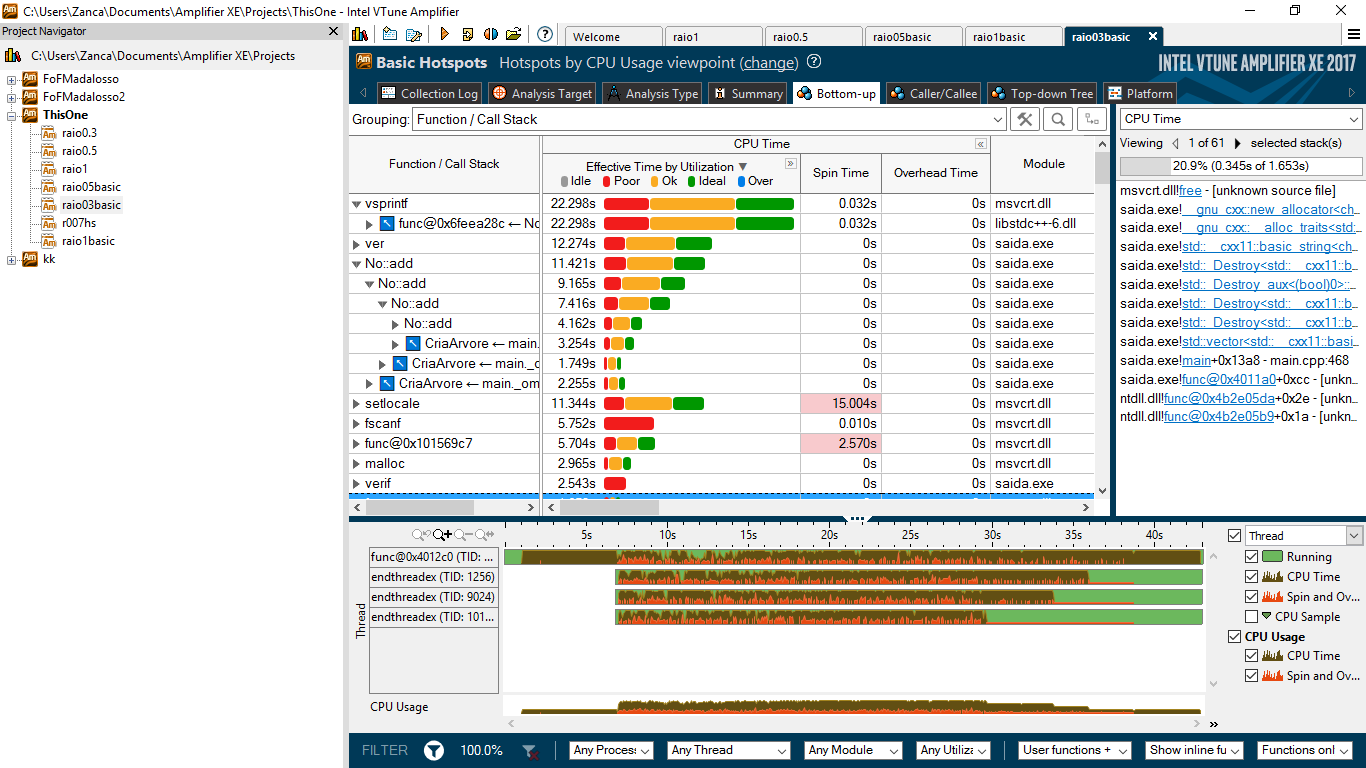 C:\Users\Zanca\Documents\Amplifier XE\Projects\ThisOne - Intel VTune Amplifier
Project Navigator
C:\Users\Zanca\Documents\Amplifier XE\Projects
FoFMadalosso
FoFMadalosso2
ThisOne
raio0.3
raio0.5
raio1
raio05basic
raio03basic
r007hs
raio1basic
kk
Welcome raio1 raio0.5 raio05basic raio1basic raio03basic
Basic Hotspots Hotspots by CPU Usage viewpoint (change)
INTEL VTUNE AMPLIFIER XE 2017
Collection Log Analysis Target Analysis Type Summary Bottom-up Caller/Callee Top-down Tree Platform
Grouping: Function / Call Stack
Function / Call Stack
CPU Time
Effective Time by Utilization
Idle Poor Ok Ideal Over
Spin Time Overhead Time Module
vsprintf 22.298s 0.032s 0s msvcrt.dll
func@0x6feea28c ← No 22.298s 0.032s 0s libstdc++-6.dll
ver 12.274s 0s 0s saida.exe
No::add 11.421s 0s 0s saida.exe
No::add 9.165s 0s 0s saida.exe
No::add 7.416s 0s 0s saida.exe
No::add 4.162s 0s 0s saida.exe
CriaArvore ← main. 3.254s 0s 0s saida.exe
CriaArvore ← main._o 1.749s 0s 0s saida.exe
CriaArvore ← main._om 2.255s 0s 0s saida.exe
setlocale 11.344s 15.004s 0s msvcrt.dll
fscanf 5.752s 0.010s 0s msvcrt.dll
func@0x101569c7 5.704s 2.570s 0s msvcrt.dll
malloc 2.965s 0s 0s msvcrt.dll
verif 2.543s 0s 0s saida.exe
CPU Time
Viewing 1 of 61 selected stack(s)
20.9% (0.345s of 1.653s)
msvcrt.dll!free - [unknown source file]
saida.exe!__gnu_cxx::new_allocator<ch
saida.exe!__gnu_cxx::__alloc_traits<std:
saida.exe!std::__cxx11::basic_string<ch
saida.exe!std::_Destroy<std::__cxx11::b
saida.exe!std::_Destroy_aux<(bool)0>::
saida.exe!std::_Destroy<std::__cxx11::b
saida.exe!std::_Destroy<std::__cxx11::b
saida.exe!std::vector<std::__cxx11::basi
saida.exe!main+0x13a8 - main.cpp:468
saida.exe!func@0x4011a0+0xcc - [unkn
ntdll.dll!func@0x4b2e05da+0x2e - [unkn
ntdll.dll!func@0x4b2e05b9+0x1a - [unkn
5s 10s 15s 20s 25s 30s 35s 40s
Thread
func@0x4012c0 (TID: ...
endthreadex (TID: 1256)
endthreadex (TID: 9024)
endthreadex (TID: 101...
CPU Usage
Thread
Running
CPU Time
Spin and Ov...
CPU Sample
CPU Usage
CPU Time
Spin and Ov...
FILTER 100.0% Any Process Any Thread Any Module Any Utiliza User functions + Show inline fu Functions onl